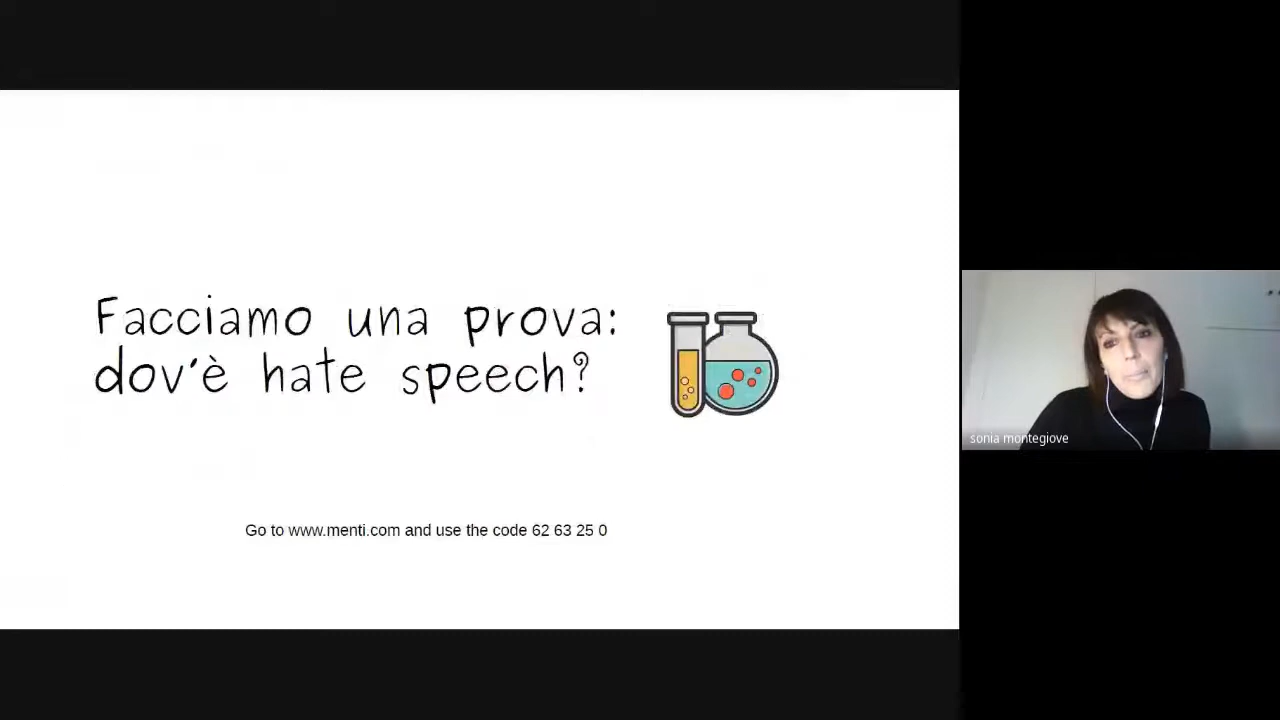 Facciamo una prova:
dov'è hate speech?
Go to www.menti.com and use the code 62 63 25 0
sonia montegiove